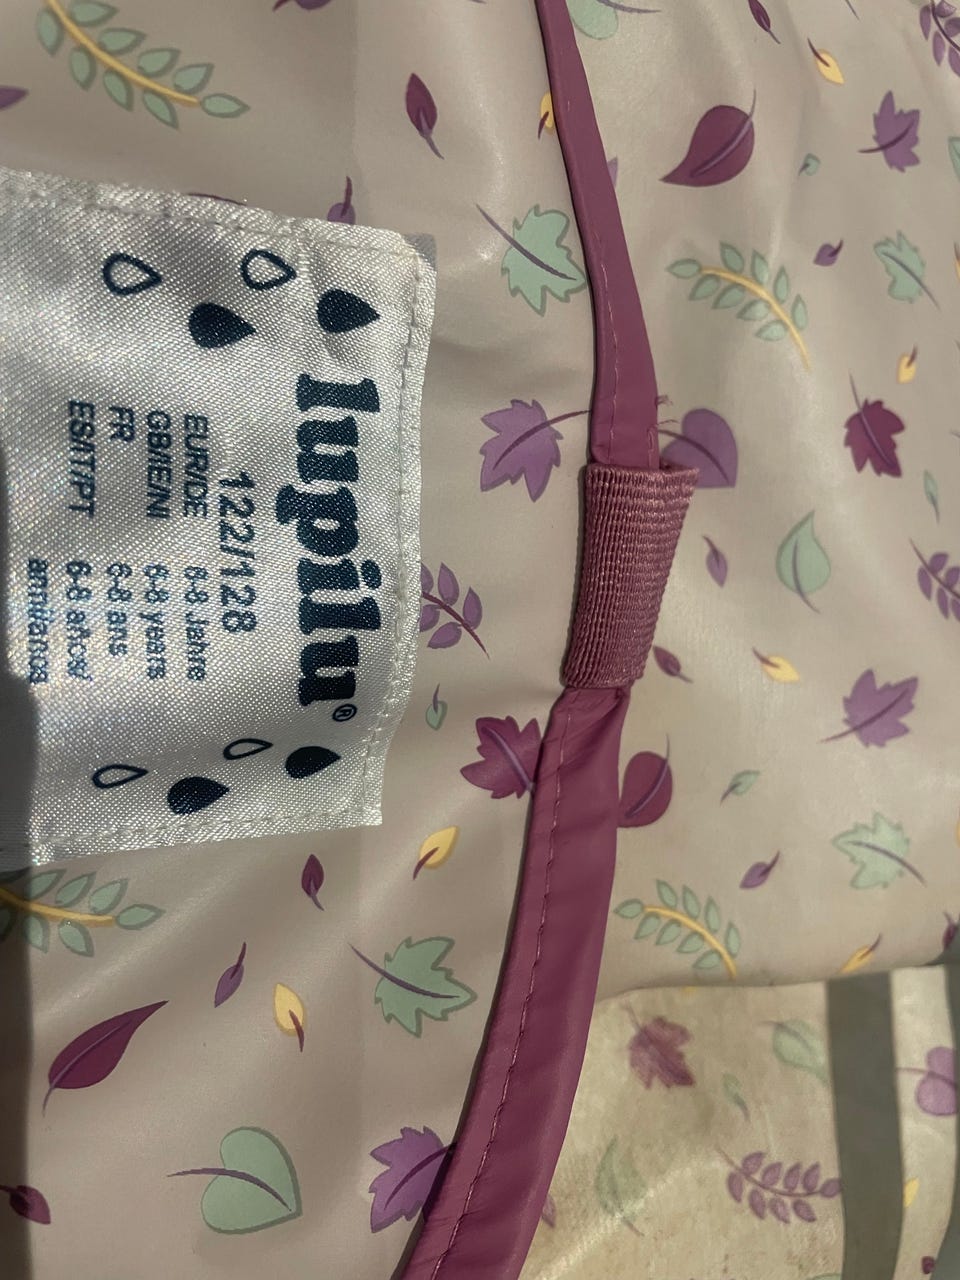 lupilu®
122/128
EUR/DE 6-8 Jahre
GB/IE/NI 6-8 years
FR 6-8 ans
ES/IT/PT 6-8 años/
anni/anos